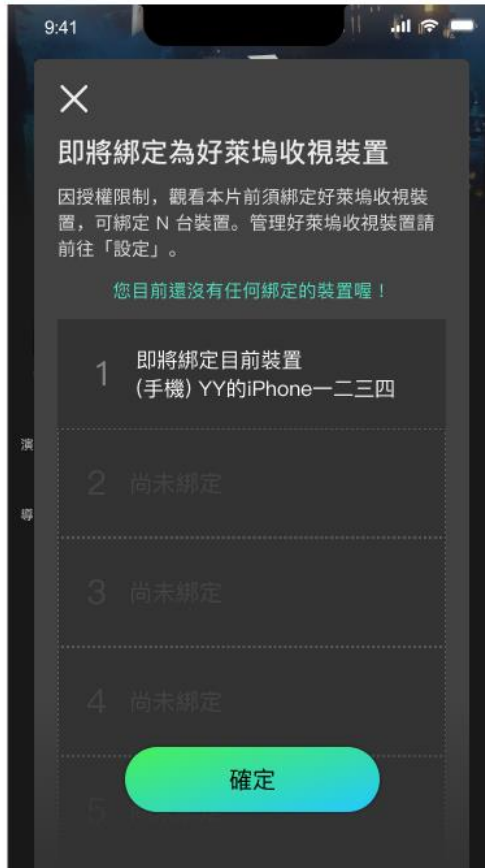 9:41
即將綁定為好萊塢收視裝置
因授權限制，觀看本片前須綁定好萊塢收視裝
置，可綁定 N 台裝置。管理好萊塢收視裝置請
前往「設定」。
您目前還沒有任何綁定的裝置喔！
1
即將綁定目前裝置
(手機) YY的iPhone一二三四
演
2 尚未綁定
導
3 尚未綁定
4 尚未綁定
確定
5